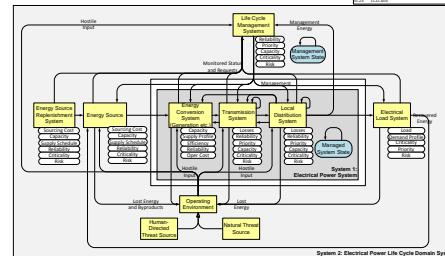 Life Cycle
Management
Systems
Reliability
Priority
Capacity
Criticality
Risk
Management
System State
Hostile
Input
Management
Energy
Monitored Status
and Requests
Management
Energy Source
Replenishment
System
Sourcing Cost
Capacity
Supply Schedule
Reliability
Criticality
Risk
Energy Source
Sourcing Cost
Capacity
Supply Schedule
Reliability
Criticality
Risk
Energy
Conversion
System
(Generation etc.)
Capacity
Supply Profile
Efficiency
Reliability
Oper Cost
Transmission
System
Losses
Reliability
Priority
Capacity
Criticality
Risk
Local
Distribution
System
Losses
Reliability
Priority
Capacity
Criticality
Risk
Managed
System State
Electrical
Load System
Load
Demand Profile
Criticality
Priority
Risk
Recovered
Energy
System 1:
Electrical Power System
Hostile
Input
Hostile
Input
Lost Energy
and Byproducts
Operating
Environment
Lost
Energy
Human-
Directed
Threat Source
Natural Threat
Source
System 2: Electrical Power Life Cycle Domain Sys